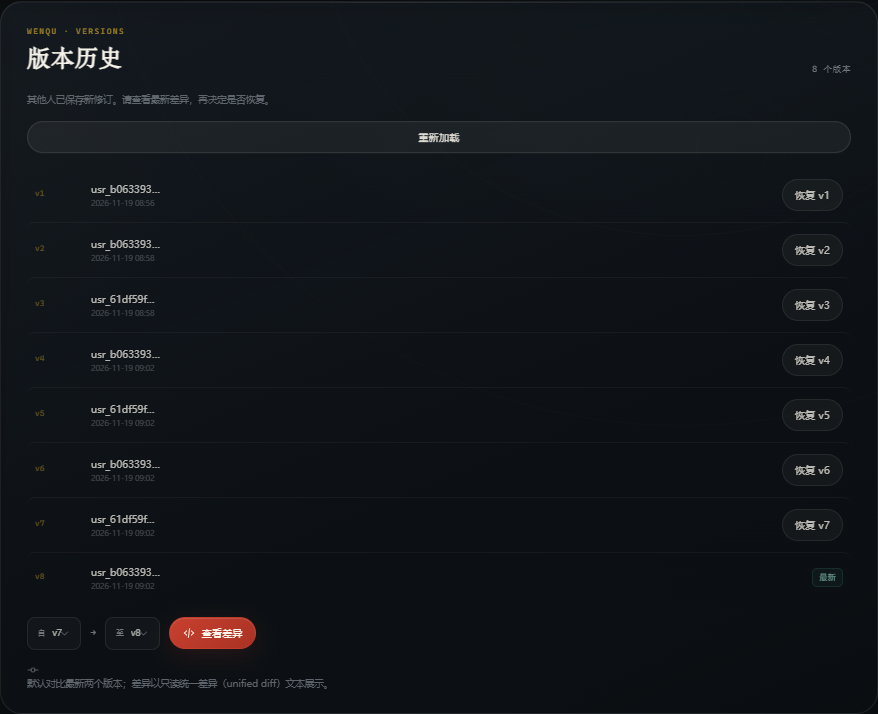 WENQU · VERSIONS
版本历史
8 个版本
其他人已保存新修订。请查看最新差异，再决定是否恢复。
重新加载
v1 usr_b063393... 恢复 v1
2026-11-19 08:56
v2 usr_b063393... 恢复 v2
2026-11-19 08:58
v3 usr_61df59f... 恢复 v3
2026-11-19 08:58
v4 usr_b063393... 恢复 v4
2026-11-19 09:02
v5 usr_61df59f... 恢复 v5
2026-11-19 09:02
v6 usr_b063393... 恢复 v6
2026-11-19 09:02
v7 usr_61df59f... 恢复 v7
2026-11-19 09:02
v8 usr_b063393... 最新
2026-11-19 09:02
自 v7 → 至 v8 </> 查看差异
默认对比最新两个版本；差异以只读统一差异（unified diff）文本展示。